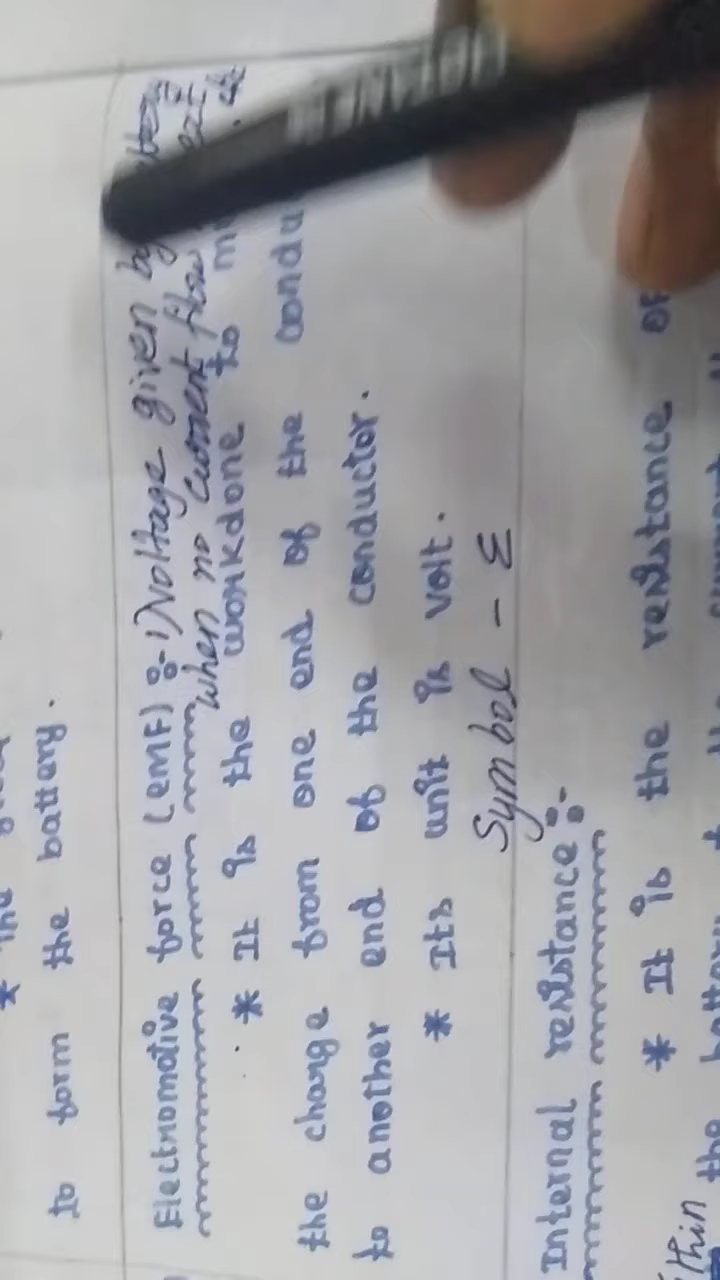 * the
to form the battery.
Electromotive force (emf) :- 1) Voltage given by
when no current flow
* It is the workdone to
the charge from one end of the condu
to another end of the conductor.
* Its unit is volt.
Symbol - Ɛ
Internal resistance :-
* It is the resistance of
thin the battery